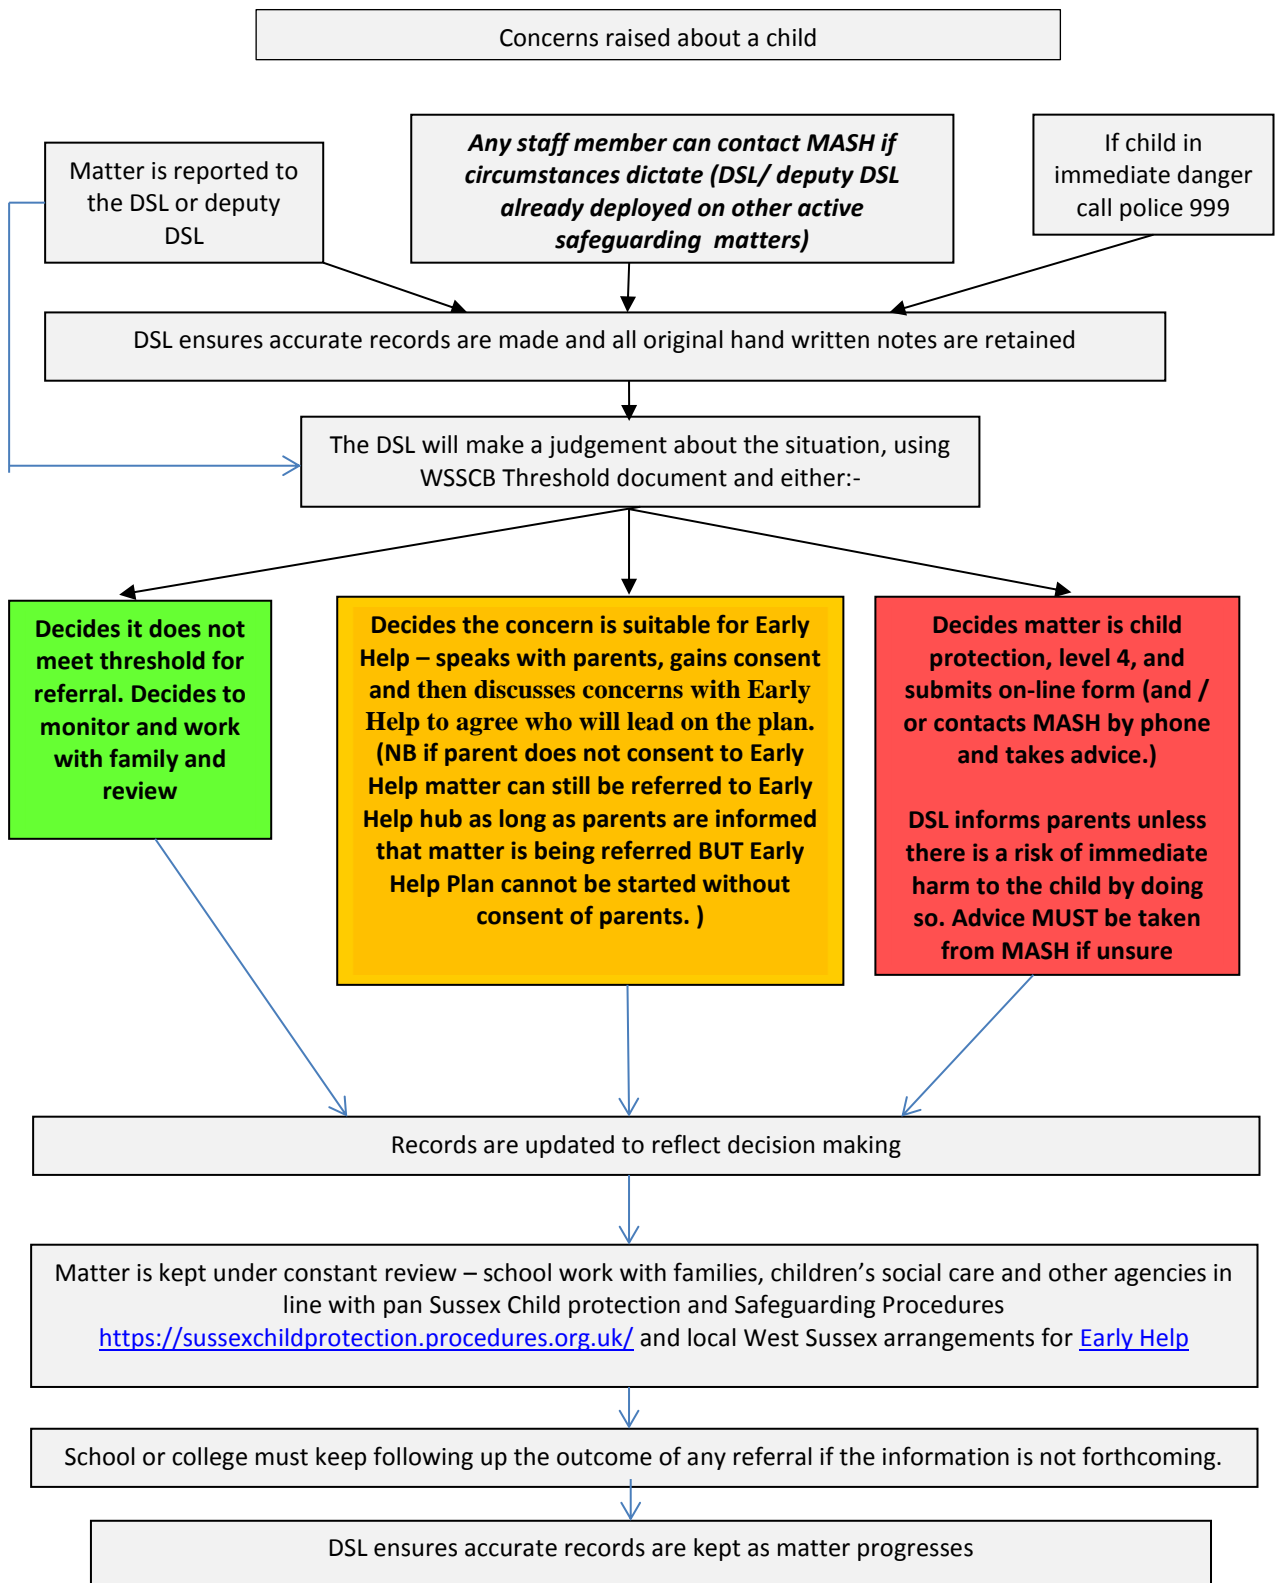 Concerns raised about a child
Matter is reported to
the DSL or deputy
DSL
Any staff member can contact MASH if
circumstances dictate (DSL/ deputy DSL
already deployed on other active
safeguarding matters)
If child in
immediate danger
call police 999
DSL ensures accurate records are made and all original hand written notes are retained
The DSL will make a judgement about the situation, using
WSSCB Threshold document and either:-
Decides it does not
meet threshold for
referral. Decides to
monitor and work
with family and
review
Decides the concern is suitable for Early
Help – speaks with parents, gains consent
and then discusses concerns with Early
Help to agree who will lead on the plan.
(NB if parent does not consent to Early
Help matter can still be referred to Early
Help hub as long as parents are informed
that matter is being referred BUT Early
Help Plan cannot be started without
consent of parents. )
Decides matter is child
protection, level 4, and
submits on-line form (and /
or contacts MASH by phone
and takes advice.)
DSL informs parents unless
there is a risk of immediate
harm to the child by doing
so. Advice MUST be taken
from MASH if unsure
Records are updated to reflect decision making
Matter is kept under constant review – school work with families, children’s social care and other agencies in
line with pan Sussex Child protection and Safeguarding Procedures
https://sussexchildprotection.procedures.org.uk/ and local West Sussex arrangements for Early Help
School or college must keep following up the outcome of any referral if the information is not forthcoming.
DSL ensures accurate records are kept as matter progresses